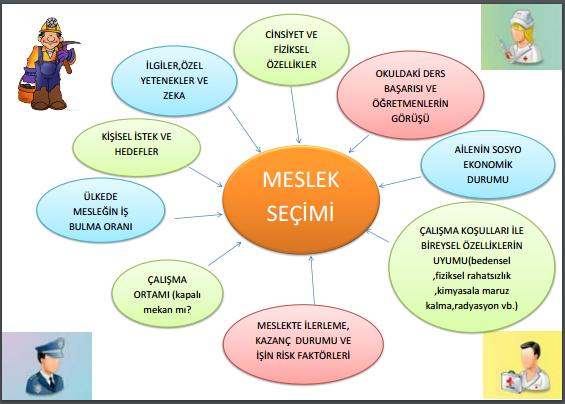 CİNSİYET VE
FİZİKSEL
ÖZELLİKLER
İLGİLER,ÖZEL
YETENEKLER VE
ZEKA
OKULDAKİ DERS
BAŞARISI VE
ÖĞRETMENLERİN
GÖRÜŞÜ
KİŞİSEL İSTEK VE
HEDEFLER
AİLENİN SOSYO
EKONOMİK
DURUMU
MESLEK
SEÇİMİ
ÜLKEDE
MESLEĞİN İŞ
BULMA ORANI
ÇALIŞMA KOŞULLARI İLE
BİREYSEL ÖZELLİKLERİN
UYUMU(bedensel
,fiziksel rahatsızlık
,kimyasala maruz
kalma,radyasyon vb.)
ÇALIŞMA
ORTAMI (kapalı
mekan mı?
MESLEKTE İLERLEME,
KAZANÇ DURUMU VE
İŞİN RİSK FAKTÖRLERİ